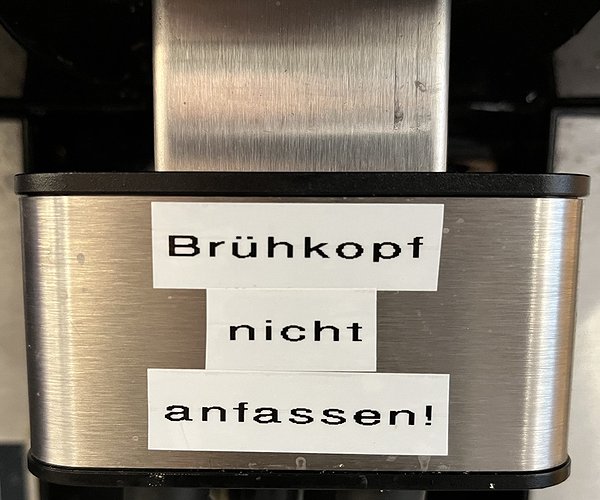 Brühkopf
nicht
anfassen!